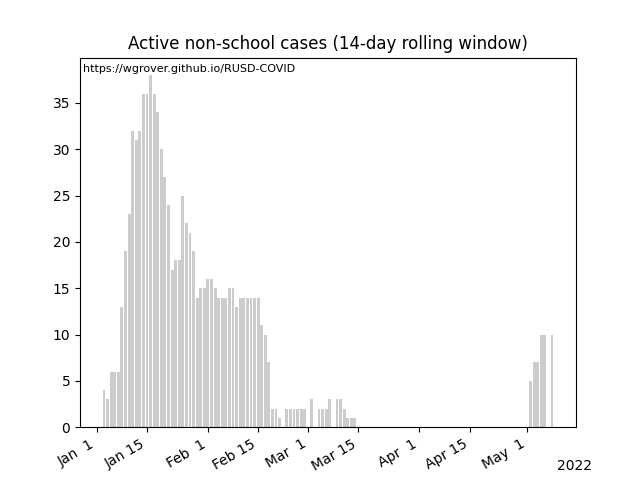 Active non-school cases (14-day rolling window)
https://wgrover.github.io/RUSD-COVID
35
30
25
20
15
10
5
0
Jan 1
Jan 15
Feb 1
Feb 15
Mar 1
Mar 15
Apr 1
Apr 15
May 1
2022